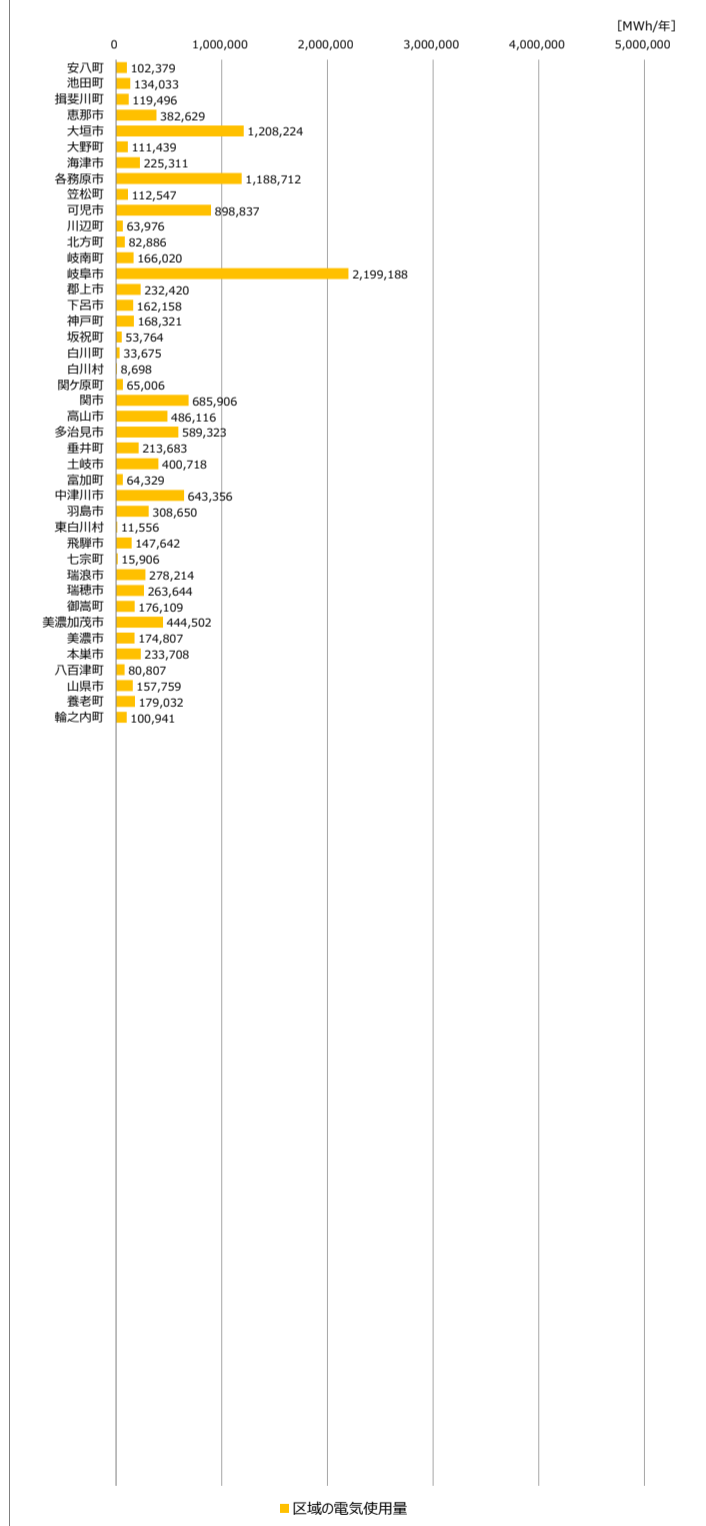 ［MWh/年］
0 1,000,000 2,000,000 3,000,000 4,000,000 5,000,000
安八町 102,379
池田町 134,033
揖斐川町 119,496
恵那市 382,629
大垣市 1,208,224
大野町 111,439
海津市 225,311
各務原市 1,188,712
笠松町 112,547
可児市 898,837
川辺町 63,976
北方町 82,886
岐南町 166,020
岐阜市 2,199,188
郡上市 232,420
下呂市 162,158
神戸町 168,321
坂祝町 53,764
白川町 33,675
白川村 8,698
関ケ原町 65,006
関市 685,906
高山市 486,116
多治見市 589,323
垂井町 213,683
土岐市 400,718
富加町 64,329
中津川市 643,356
羽島市 308,650
東白川村 11,556
飛騨市 147,642
七宗町 15,906
瑞浪市 278,214
瑞穂市 263,644
御嵩町 176,109
美濃加茂市 444,502
美濃市 174,807
本巣市 233,708
八百津町 80,807
山県市 157,759
養老町 179,032
輪之内町 100,941
区域の電気使用量